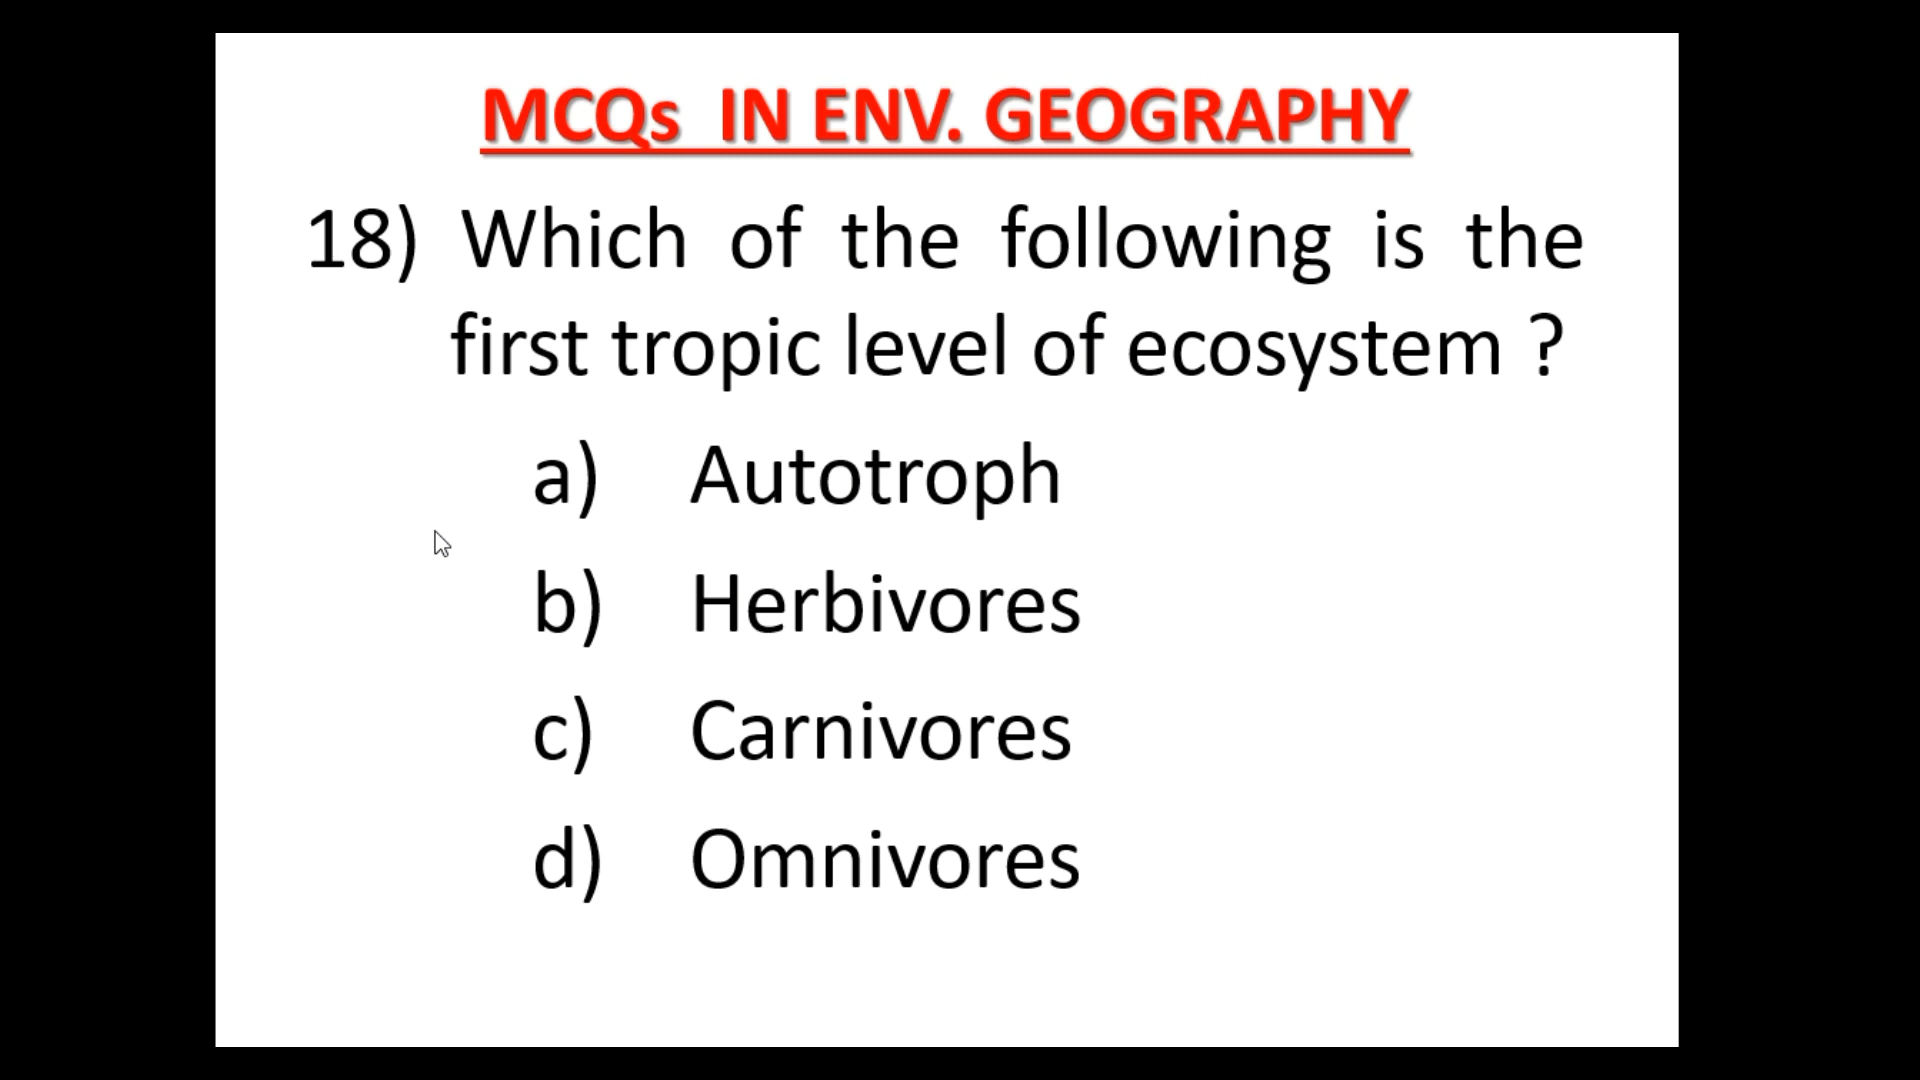 MCQs IN ENV. GEOGRAPHY
18) Which of the following is the
first tropic level of ecosystem ?
a) Autotroph
b) Herbivores
c) Carnivores
d) Omnivores